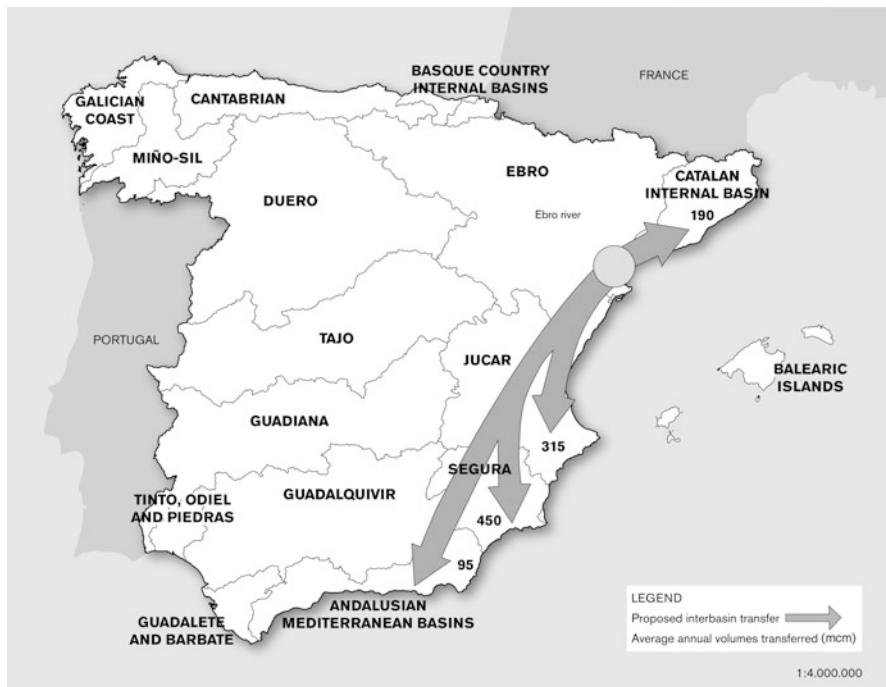 BASQUE COUNTRY
INTERNAL BASINS
FRANCE
GALICIAN
COAST
CANTABRIAN
MIÑO-SIL
EBRO
CATALAN
INTERNAL BASIN
190
DUERO
Ebro river
PORTUGAL
TAJO
JUCAR
BALEARIC
ISLANDS
GUADIANA
315
SEGURA
TINTO, ODIEL
AND PIEDRAS
GUADALQUIVIR
450
95
GUADALETE
AND BARBATE
ANDALUSIAN
MEDITERRANEAN BASINS
LEGEND
Proposed interbasin transfer
Average annual volumes transferred (mcm)
1:4.000.000